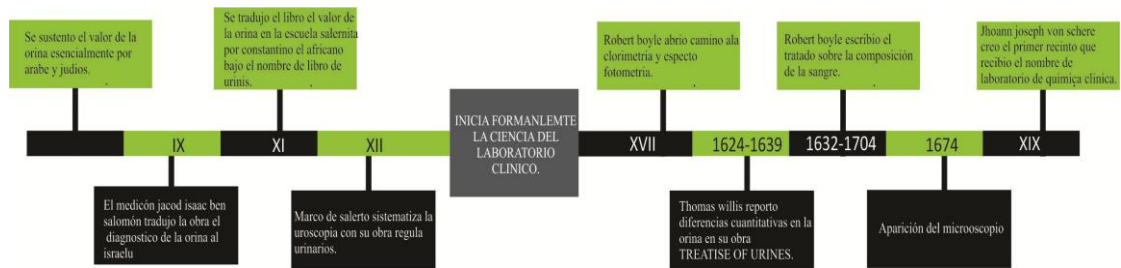 Se sustento el valor de la
orina esencialmente por
arabe y judios.
.
Se tradujo el libro el valor de
la orina en la escuela salernita
por constantino el africano
bajo el nombre de libro de
urinis.
.
Robert boyle abrio camino ala
clorimetria y especto
fotometria.
.
Robert boyle escribio el
tratado sobre la composición
de la sangre.
.
Jhoann joseph von schere
creo el primer recinto que
recibio el nombre de
laboratorio de quimiça clinica.
INICIA FORMANLEMTE
LA CIENCIA DEL
LABORATORIO
CLINICO.
IX
XI
XII
XVII
1624-1639
1632-1704
1674
XIX
El medicón jacod isaac ben
salomón tradujo la obra el
diagnostico de la orina al
israelu
Marco de salerto sistematiza la
uroscopia con su obra regula
urinarios.
Thomas willis reporto
diferencias cuantitativas en la
orina en su obra
TREATISE OF URINES.
Aparición del microoscopio